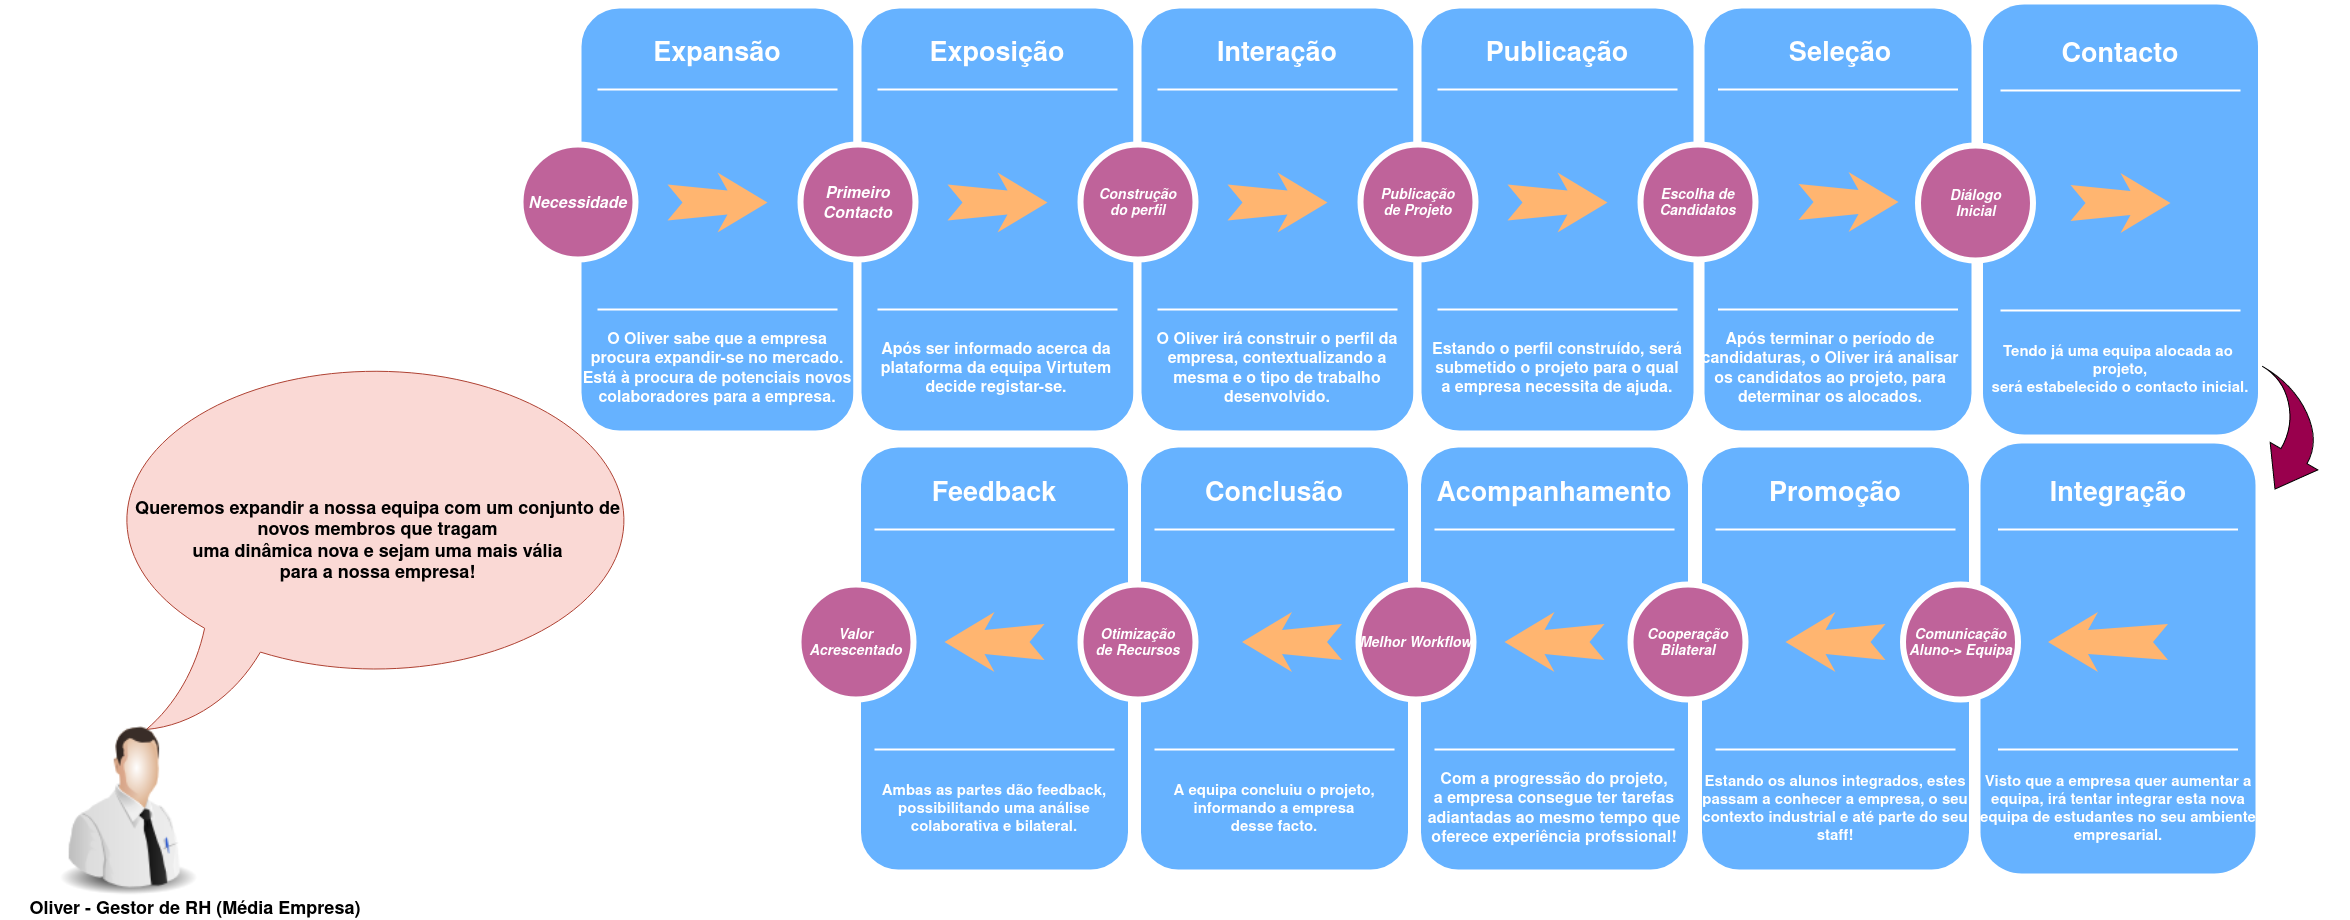 Expansão
Necessidade
O Oliver sabe que a empresa
procura expandir-se no mercado.
Está à procura de potenciais novos
colaboradores para a empresa.
Exposição
Primeiro
Contacto
Após ser informado acerca da
plataforma da equipa Virtutem
decide registar-se.
Interação
Construção
do perfil
O Oliver irá construir o perfil da
empresa, contextualizando a
mesma e o tipo de trabalho
desenvolvido.
Publicação
Publicação
de Projeto
Estando o perfil construído, será
submetido o projeto para o qual
a empresa necessita de ajuda.
Seleção
Escolha de
Candidatos
Após terminar o período de
candidaturas, o Oliver irá analisar
os candidatos ao projeto, para
determinar os alocados.
Contacto
Diálogo
Inicial
Tendo já uma equipa alocada ao
projeto,
será estabelecido o contacto inicial.
Integração
Comunicação
Aluno-> Equipa
Visto que a empresa quer aumentar a
equipa, irá tentar integrar esta nova
equipa de estudantes no seu ambiente
empresarial.
Promoção
Cooperação
Bilateral
Estando os alunos integrados, estes
passam a conhecer a empresa, o seu
contexto industrial e até parte do seu
staff!
Acompanhamento
Melhor Workflow
Com a progressão do projeto,
a empresa consegue ter tarefas
adiantadas ao mesmo tempo que
oferece experiência profssional!
Conclusão
Otimização
de Recursos
A equipa concluiu o projeto,
informando a empresa
desse facto.
Feedback
Valor
Acrescentado
Ambas as partes dão feedback,
possibilitando uma análise
colaborativa e bilateral.
Queremos expandir a nossa equipa com um conjunto de
novos membros que tragam
uma dinâmica nova e sejam uma mais vália
para a nossa empresa!
Oliver - Gestor de RH (Média Empresa)